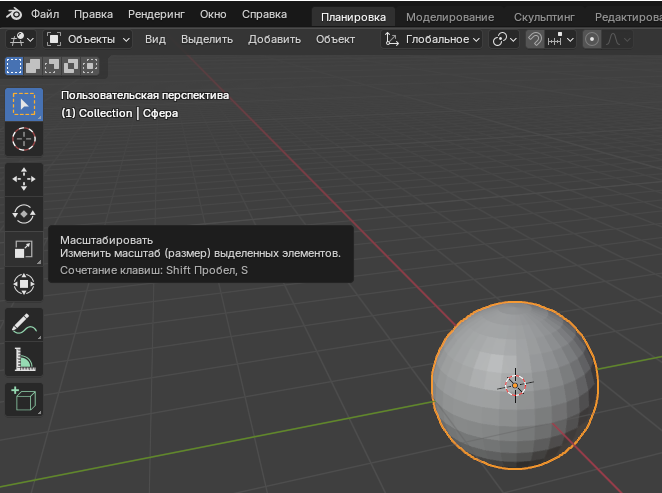 Файл Правка Рендеринг Окно Справка Планировка Моделирование Скульптинг Редактирова
Объекты Вид Выделить Добавить Объект Глобальное
Пользовательская перспектива
(1) Collection | Сфера
Масштабировать
Изменить масштаб (размер) выделенных элементов.
Сочетание клавиш: Shift Пробел, S